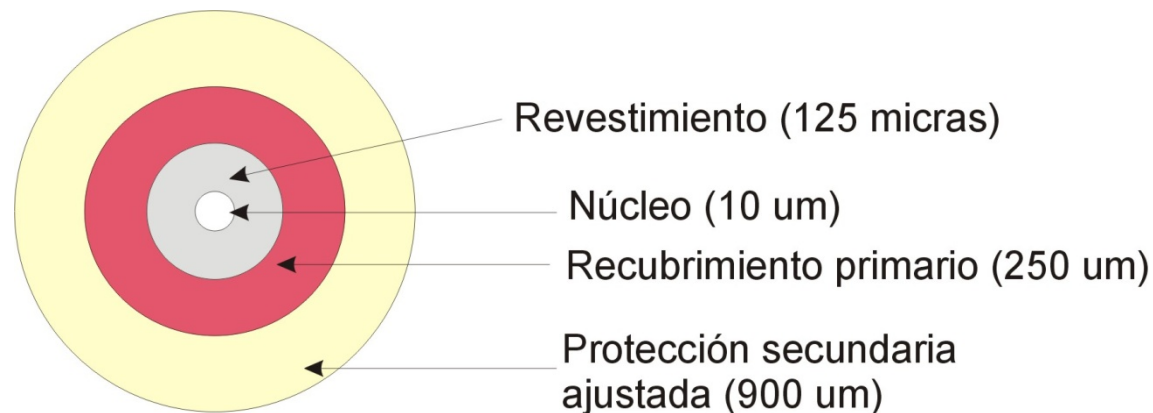 Revestimiento (125 micras)
Núcleo (10 um)
Recubrimiento primario (250 um)
Protección secundaria
ajustada (900 um)